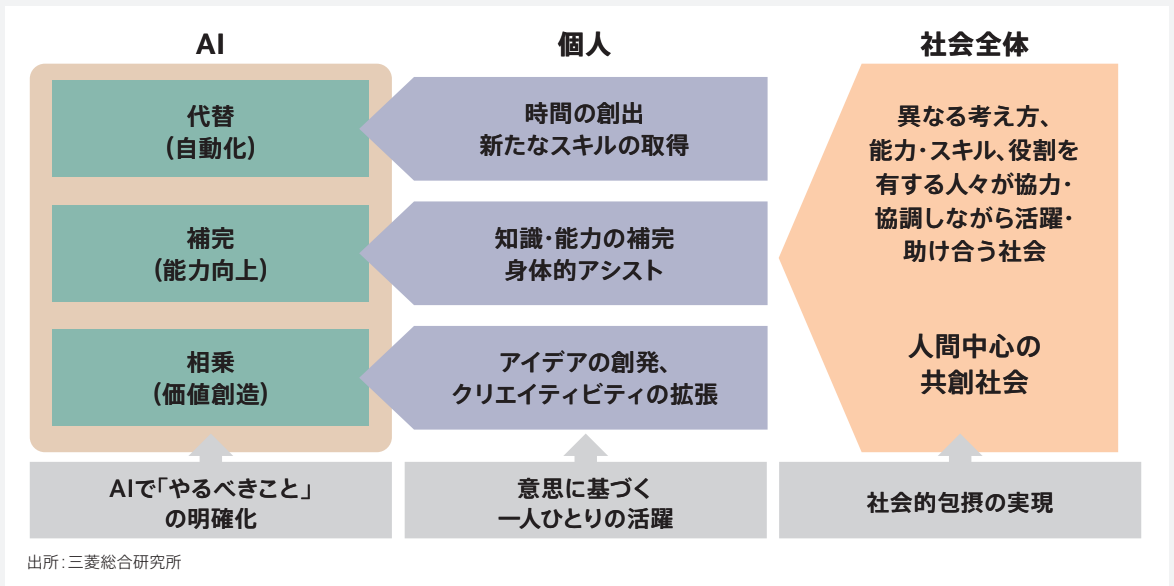 AI
個人
社会全体
代替
(自動化)
時間の創出
新たなスキルの取得
補完
(能力向上)
知識・能力の補完
身体的アシスト
相乗
(価値創造)
アイデアの創発、
クリエイティビティの拡張
異なる考え方、
能力・スキル、役割を
有する人々が協力・
協調しながら活躍・
助け合う社会
人間中心の
共創社会
AIで「やるべきこと」
の明確化
意思に基づく
一人ひとりの活躍
社会的包摂の実現
出所：三菱総合研究所